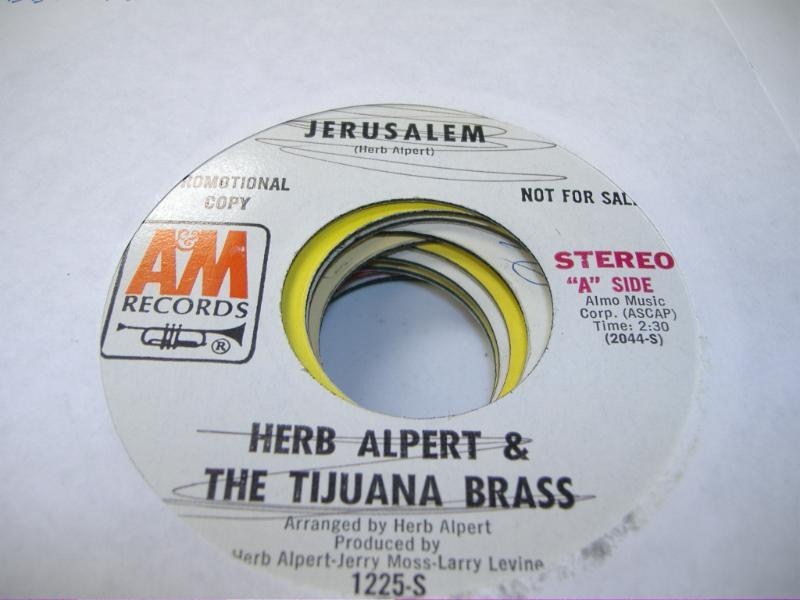 JERUSALEM
(Herb Alpert)
ROMOTIONAL
COPY
NOT FOR SAL
A&M
RECORDS
®
STEREO
"A" SIDE
Almo Music
Corp. (ASCAP)
Time: 2:30
(2044-S)
HERB ALPERT &
THE TIJUANA BRASS
Arranged by Herb Alpert
Produced by
Herb Alpert-Jerry Moss-Larry Levine
1225-S